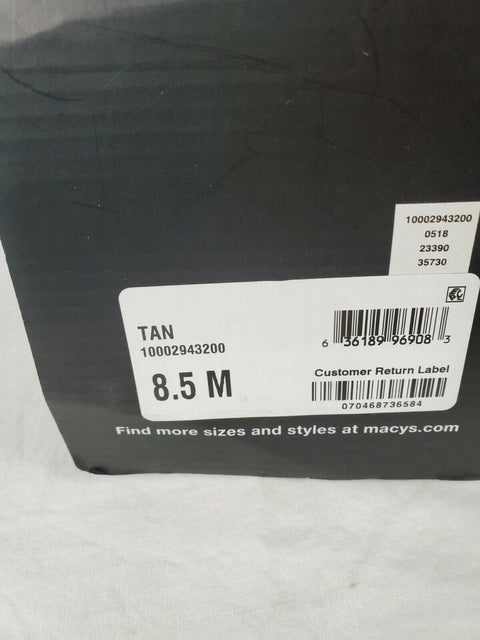 10002943200
0518
23390
35730
TAN
10002943200
8.5 M
6 36189 96908 3
Customer Return Label
070468736584
Find more sizes and styles at macys.com